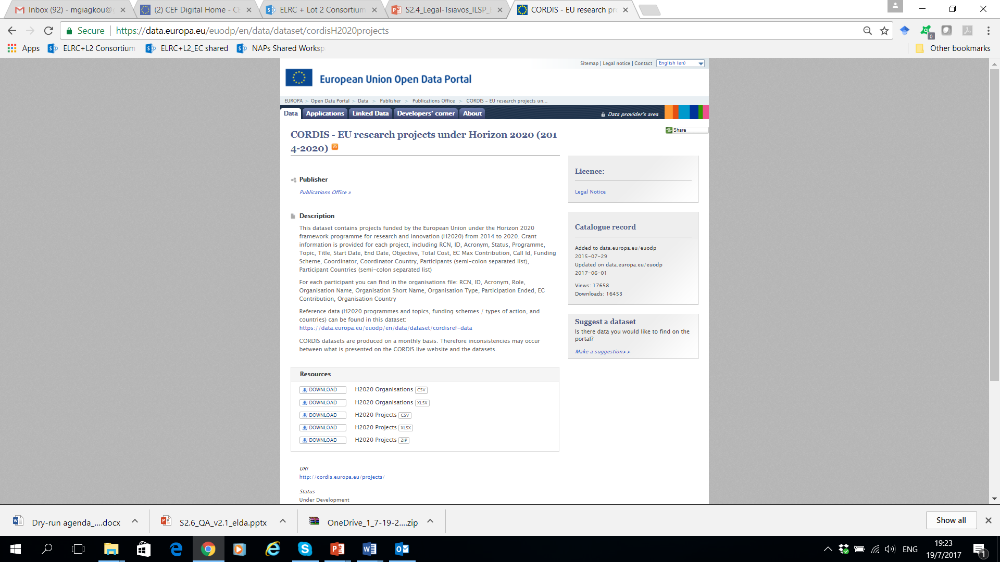 Inbox (92) - mgiagkou@
(2) CEF Digital Home - C
ELRC + Lot 2 Consortium
S2.4_Legal-Tsiavos_ILSP_
CORDIS - EU research pr
Secure
https://data.europa.eu/euodp/en/data/dataset/cordisH2020projects
0
Apps
ELRC+L2 Consortium
ELRC+L2_EC shared
NAPs Shared Worksp
Other bookmarks
Sitemap | Legal notice | Contact
English (en)
European Union Open Data Portal
EUROPA > Open Data Portal > Data > Publisher > Publications Office > CORDIS - EU research projects un...
Data
Applications
Linked Data
Developers' corner
About
Data provider's area
Share
CORDIS - EU research projects under Horizon 2020 (201
4-2020)
Publisher
Publications Office »
Description
This dataset contains projects funded by the European Union under the Horizon 2020
framework programme for research and innovation (H2020) from 2014 to 2020. Grant
information is provided for each project, including RCN, ID, Acronym, Status, Programme,
Topic, Title, Start Date, End Date, Objective, Total Cost, EC Max Contribution, Call Id, Funding
Scheme, Coordinator, Coordinator Country, Participants (semi-colon separated list),
Participant Countries (semi-colon separated list)
For each participant you can find in the organisations file: RCN, ID, Acronym, Role,
Organisation Name, Organisation Short Name, Organisation Type, Participation Ended, EC
Contribution, Organisation Country
Reference data (H2020 programmes and topics, funding schemes / types of action, and
countries) can be found in this dataset:
https://data.europa.eu/euodp/en/data/dataset/cordisref-data
CORDIS datasets are produced on a monthly basis. Therefore inconsistencies may occur
between what is presented on the CORDIS live website and the datasets.
Resources
DOWNLOAD H2020 Organisations CSV
DOWNLOAD H2020 Organisations XLSX
DOWNLOAD H2020 Projects CSV
DOWNLOAD H2020 Projects XLSX
DOWNLOAD H2020 Projects ZIP
URI
http://cordis.europa.eu/projects/
Status
Under Development
Licence:
Legal Notice
Catalogue record
Added to data.europa.eu/euodp
2015-07-29
Updated on data.europa.eu/euodp
2017-06-01
Views: 17658
Downloads: 16453
Suggest a dataset
Is there data you would like to find on the
portal?
Make a suggestion>>
Dry-run agenda_....docx
S2.6_QA_v2.1_elda.pptx
OneDrive_1_7-19-2....zip
Show all
ENG
19:23
19/7/2017
1